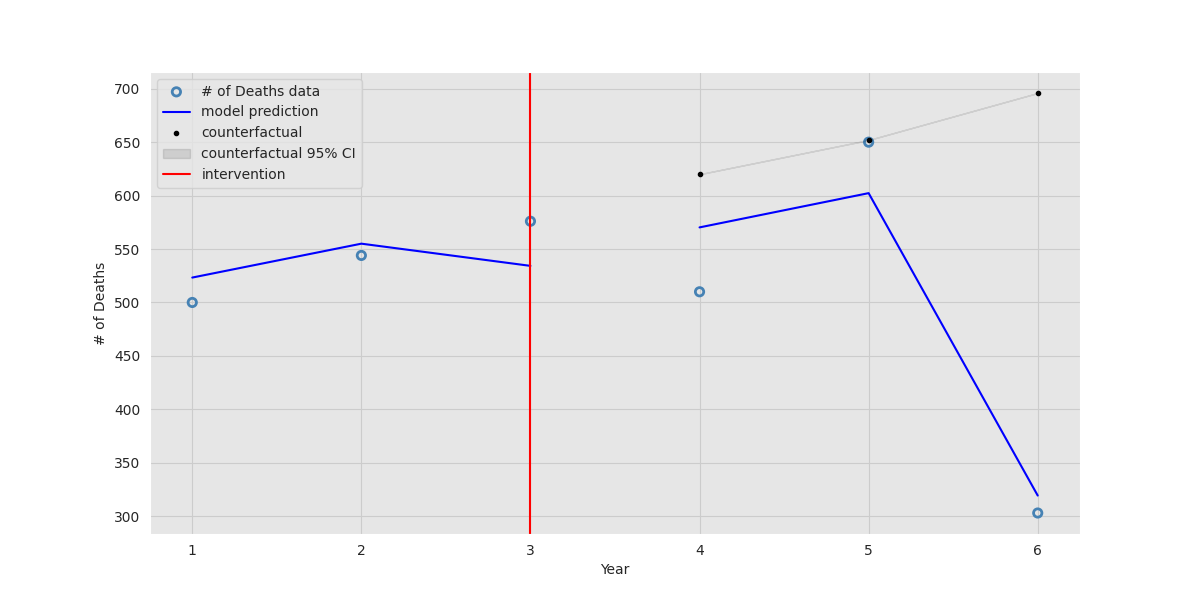 700
650
600
550
500
450
400
350
300
# of Deaths
# of Deaths data
model prediction
counterfactual
counterfactual 95% CI
intervention
1 2 3 4 5 6
Year